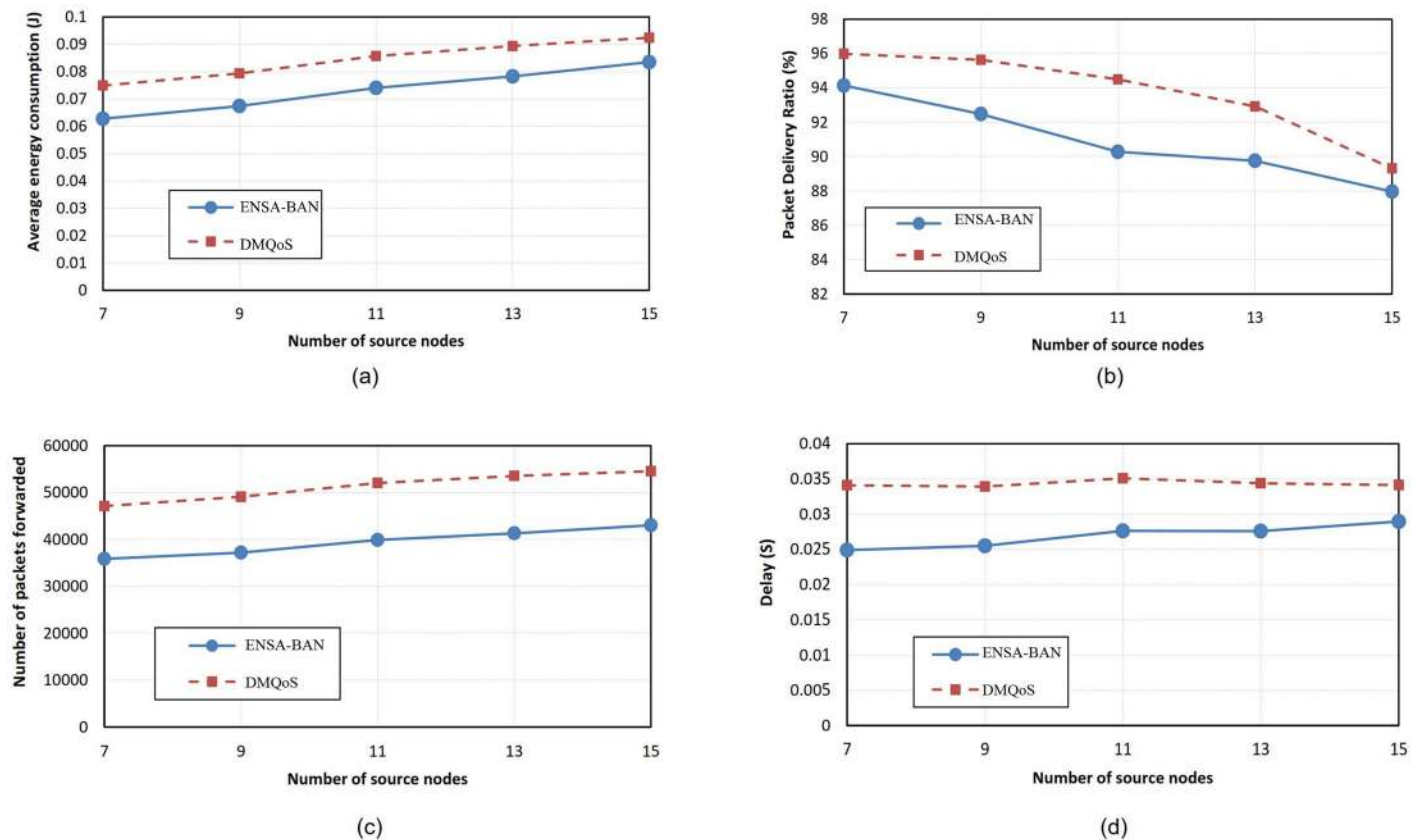 Average energy consumption (J)
0.1
0.09
0.08
0.07
0.06
0.05
0.04
0.03
0.02
0.01
0
ENSA-BAN
DMQoS
7 9 11 13 15
Number of source nodes
(a)
Packet Delivery Ratio (%)
98
96
94
92
90
88
86
84
82
ENSA-BAN
DMQoS
7 9 11 13 15
Number of source nodes
(b)
Number of packets forwarded
60000
50000
40000
30000
20000
10000
0
ENSA-BAN
DMQoS
7 9 11 13 15
Number of source nodes
(c)
Delay (S)
0.04
0.035
0.03
0.025
0.02
0.015
0.01
0.005
0
ENSA-BAN
DMQoS
7 9 11 13 15
Number of source nodes
(d)